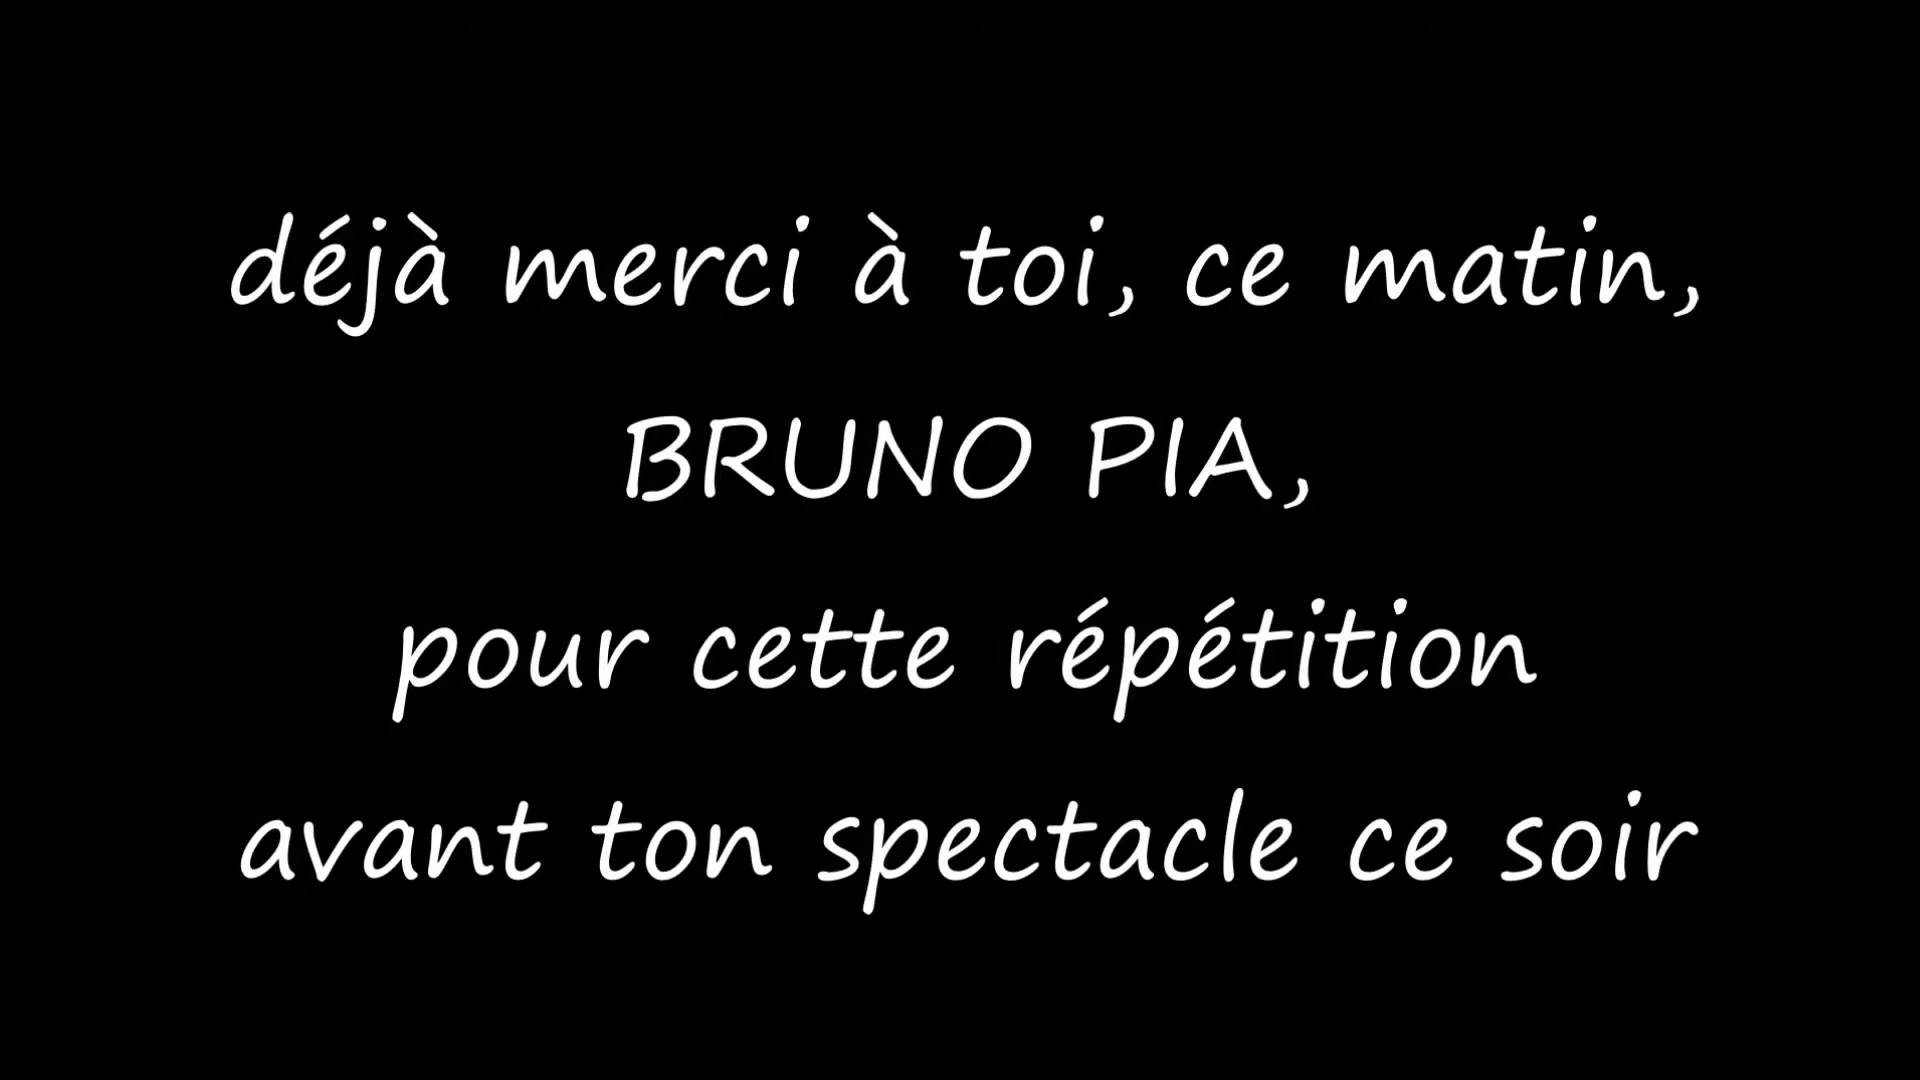 déjà merci à toi, ce matin,
BRUNO PIA,
pour cette répétition
avant ton spectacle ce soir